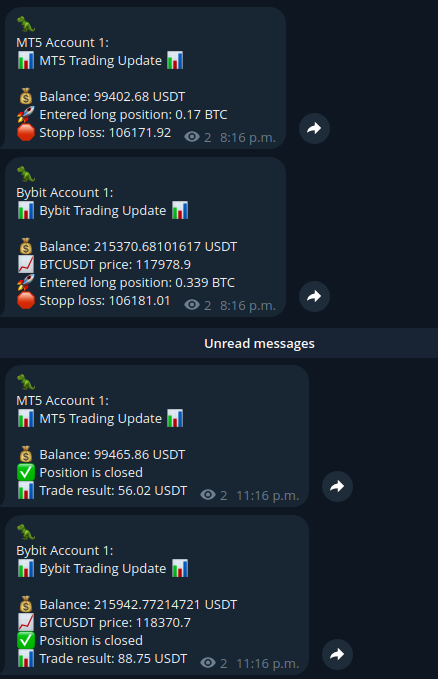 MT5 Account 1:
MT5 Trading Update
Balance: 99402.68 USDT
Entered long position: 0.17 BTC
Stopp loss: 106171.92
2 8:16 p.m.
Bybit Account 1:
Bybit Trading Update
Balance: 215370.68101617 USDT
BTCUSDT price: 117978.9
Entered long position: 0.339 BTC
Stopp loss: 106181.01
2 8:16 p.m.
Unread messages
MT5 Account 1:
MT5 Trading Update
Balance: 99465.86 USDT
Position is closed
Trade result: 56.02 USDT
2 11:16 p.m.
Bybit Account 1:
Bybit Trading Update
Balance: 215942.77214721 USDT
BTCUSDT price: 118370.7
Position is closed
Trade result: 88.75 USDT
2 11:16 p.m.